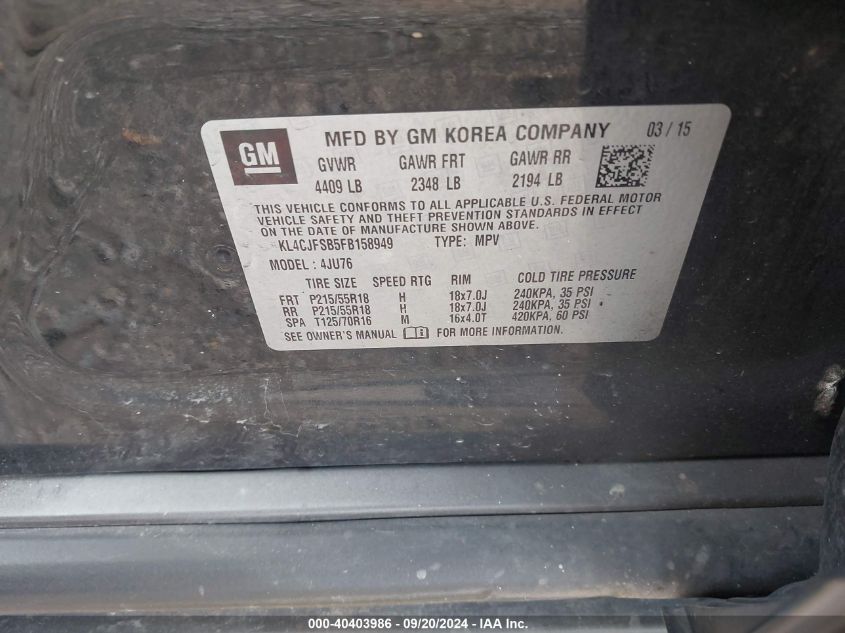 GM
MFD BY GM KOREA COMPANY 03 / 15
GVWR GAWR FRT GAWR RR
4409 LB 2348 LB 2194 LB
THIS VEHICLE CONFORMS TO ALL APPLICABLE U.S. FEDERAL MOTOR
VEHICLE SAFETY AND THEFT PREVENTION STANDARDS IN EFFECT
ON THE DATE OF MANUFACTURE SHOWN ABOVE.
KL4CJFSB5FB158949 TYPE: MPV
MODEL : 4JU76
TIRE SIZE SPEED RTG RIM COLD TIRE PRESSURE
FRT P215/55R18 H 18x7.0J 240KPA, 35 PSI
RR P215/55R18 H 18x7.0J 240KPA, 35 PSI
SPA T125/70R16 M 16x4.0T 420KPA, 60 PSI
SEE OWNER'S MANUAL FOR MORE INFORMATION.
000-40403986 - 09/20/2024 - IAA Inc.